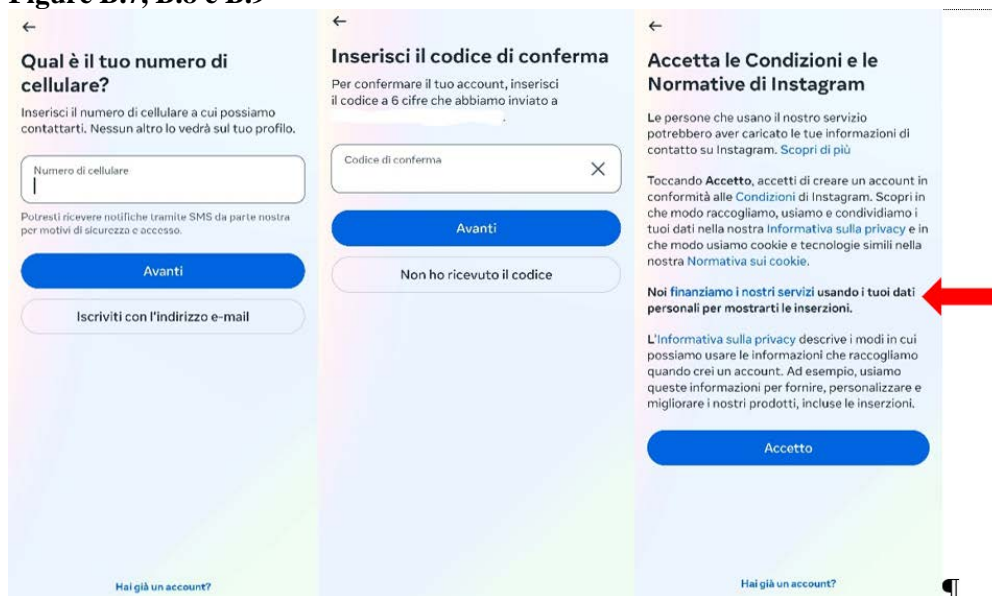 Figure B.7, B.8 e B.9
←
Qual è il tuo numero di
cellulare?
Inserisci il numero di cellulare a cui possiamo
contattarti. Nessun altro lo vedrà sul tuo profilo.
Numero di cellulare
Potresti ricevere notifiche tramite SMS da parte nostra
per motivi di sicurezza e accesso.
Avanti
Iscriviti con l'indirizzo e-mail
Hai già un account?
←
Inserisci il codice di conferma
Per confermare il tuo account, inserisci
il codice a 6 cifre che abbiamo inviato a
.
Codice di conferma
Avanti
Non ho ricevuto il codice
←
Accetta le Condizioni e le
Normative di Instagram
Le persone che usano il nostro servizio
potrebbero aver caricato le tue informazioni di
contatto su Instagram. Scopri di più
Toccando Accetto, accetti di creare un account in
conformità alle Condizioni di Instagram. Scopri in
che modo raccogliamo, usiamo e condividiamo i
tuoi dati nella nostra Informativa sulla privacy e in
che modo usiamo cookie e tecnologie simili nella
nostra Normativa sui cookie.
Noi finanziamo i nostri servizi usando i tuoi dati
personali per mostrarti le inserzioni.
L'Informativa sulla privacy descrive i modi in cui
possiamo usare le informazioni che raccogliamo
quando crei un account. Ad esempio, usiamo
queste informazioni per fornire, personalizzare e
migliorare i nostri prodotti, incluse le inserzioni.
Accetto
Hai già un account?
¶